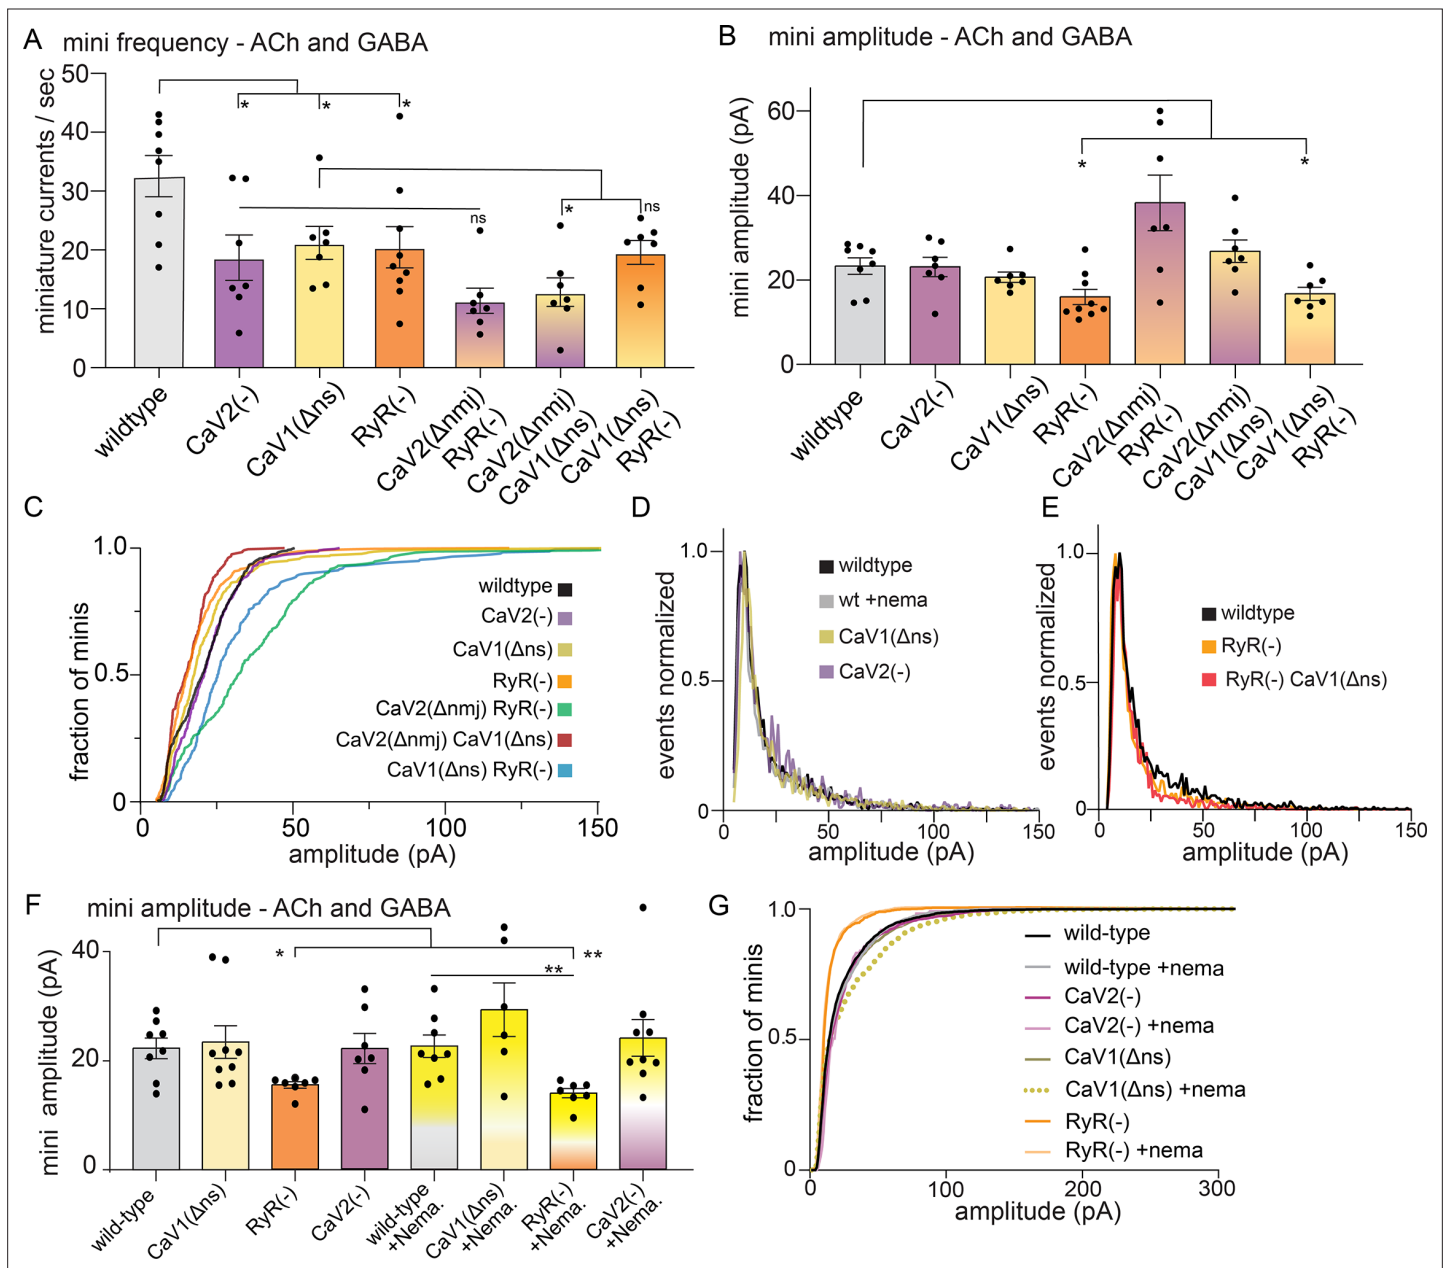 A mini frequency - ACh and GABA
miniature currents / sec
50
40
30
20
10
0
* * *
ns
*
ns
wildtype
CaV2(-)
CaV1(Δns)
RyR(-)
CaV2(Δnmj)
RyR(-)
CaV2(Δnmj)
CaV1(Δns)
CaV1(Δns)
RyR(-)
B mini amplitude - ACh and GABA
mini amplitude (pA)
60
40
20
0
* *
wildtype
CaV2(-)
CaV1(Δns)
RyR(-)
CaV2(Δnmj)
RyR(-)
CaV2(Δnmj)
CaV1(Δns)
CaV1(Δns)
RyR(-)
C
fraction of minis
1.0
0.5
0
0 50 100 150
amplitude (pA)
wildtype
CaV2(-)
CaV1(Δns)
RyR(-)
CaV2(Δnmj) RyR(-)
CaV2(Δnmj) CaV1(Δns)
CaV1(Δns) RyR(-)
D
events normalized
1.0
0.5
0
0 50 100 150
amplitude (pA)
wildtype
wt +nema
CaV1(Δns)
CaV2(-)
E
events normalized
1.0
0.5
0
0 50 100 150
amplitude (pA)
wildtype
RyR(-)
RyR(-) CaV1(Δns)
F mini amplitude - ACh and GABA
mini amplitude (pA)
40
20
0
* **
**
wild-type
CaV1(Δns)
RyR(-)
CaV2(-)
wild-type
+Nema.
CaV1(Δns)
+Nema.
RyR(-)
+Nema.
CaV2(-)
+Nema.
G
fraction of minis
1.0
0.5
0
0 100 200 300
amplitude (pA)
wild-type
wild-type +nema
CaV2(-)
CaV2(-) +nema
CaV1(Δns)
CaV1(Δns) +nema
RyR(-)
RyR(-) +nema